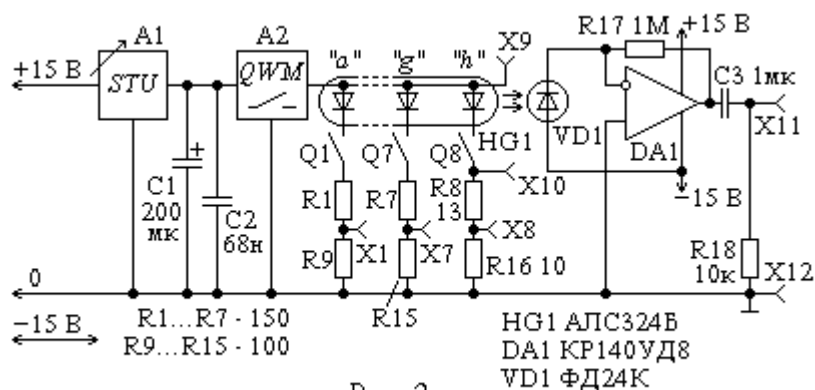 A1 A2 "a" "g" "h" X9 R17 1М +15 В
+15 В STU QWM C3 1мк
Q1 Q7 Q8 HG1 VD1 DA1 X11
C1 200 мк C2 68н R1 R7 R8 13 X10 −15 В
X1 X7 X8
R9 R16 10 R18 10к X12
0
−15 В R1...R7 - 150 R15 HG1 АЛС324Б
R9...R15 - 100 DA1 КР140УД8
VD1 ФД24К